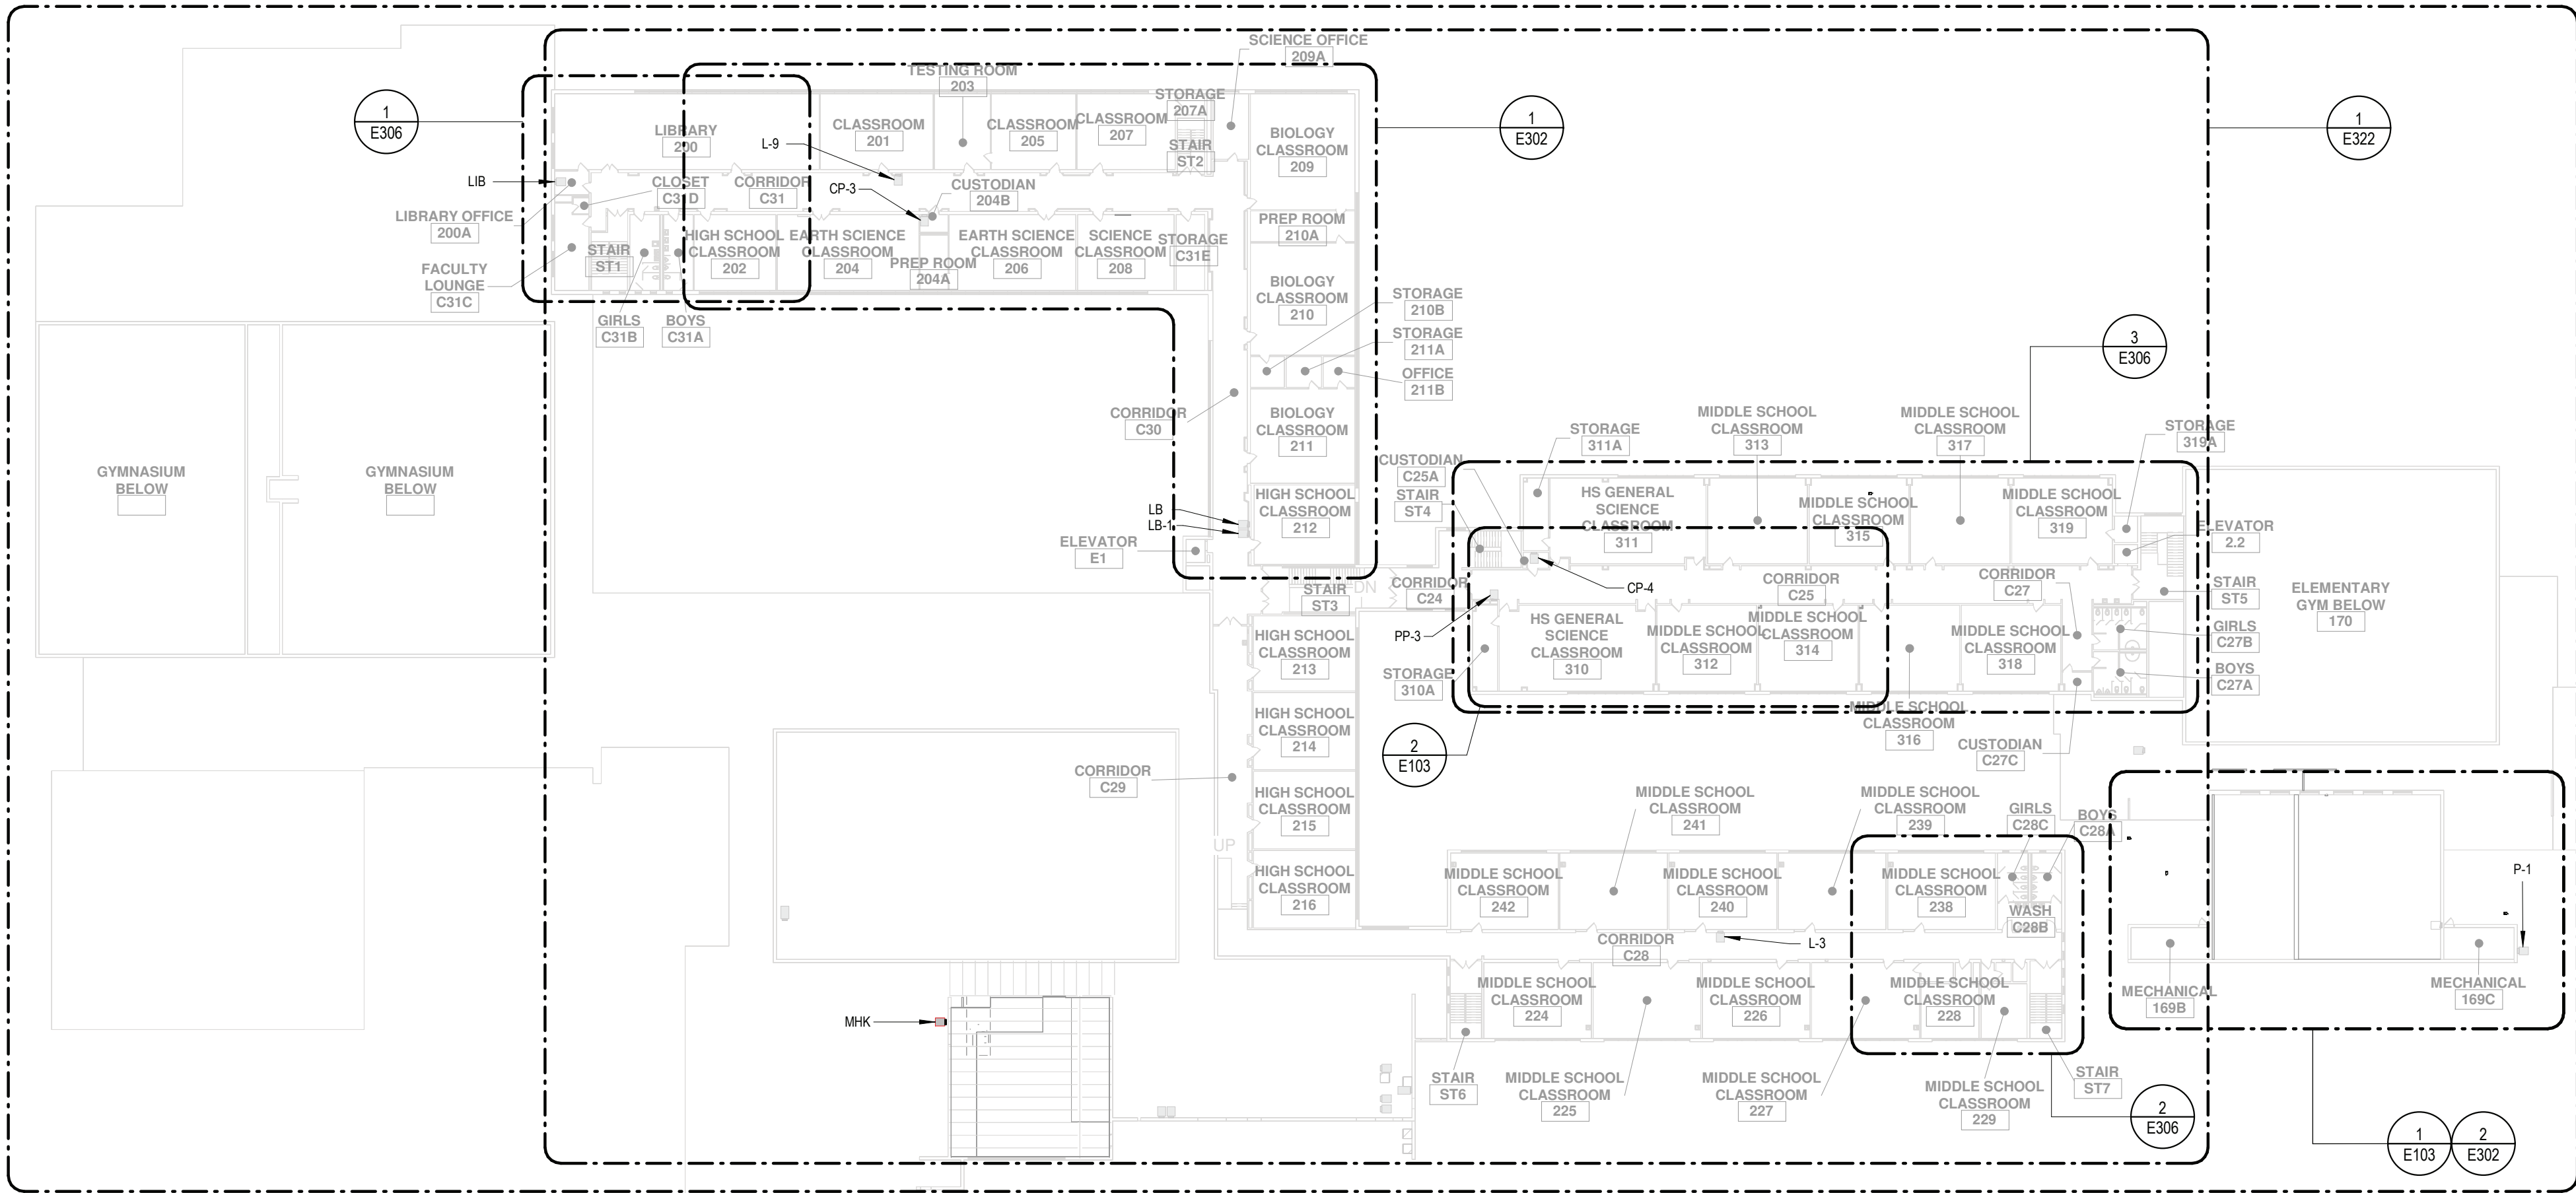 SCIENCE OFFICE
209A
TESTING ROOM
203
1
E306
1
E302
1
E322
LIBRARY
200
CLASSROOM
201
CLASSROOM
205
CLASSROOM
207
STORAGE
207A
STAIR
ST2
BIOLOGY
CLASSROOM
209
L-9
LIB
CP-3
CLOSET
C31D
CORRIDOR
C31
CUSTODIAN
204B
LIBRARY OFFICE
200A
FACULTY
LOUNGE
C31C
STAIR
ST1
HIGH SCHOOL
CLASSROOM
202
EARTH SCIENCE
CLASSROOM
204
PREP ROOM
204A
EARTH SCIENCE
CLASSROOM
206
SCIENCE
CLASSROOM
208
STORAGE
C31E
PREP ROOM
210A
BIOLOGY
CLASSROOM
210
GIRLS
C31B
BOYS
C31A
STORAGE
210B
STORAGE
211A
OFFICE
211B
3
E306
CORRIDOR
C30
BIOLOGY
CLASSROOM
211
GYMNASIUM
BELOW
GYMNASIUM
BELOW
LB
LB-1
HIGH SCHOOL
CLASSROOM
212
ELEVATOR
E1
CUSTODIAN
C25A
STAIR
ST4
STORAGE
311A
MIDDLE SCHOOL
CLASSROOM
313
MIDDLE SCHOOL
CLASSROOM
317
STORAGE
319A
HS GENERAL
SCIENCE
CLASSROOM
311
MIDDLE SCHOOL
CLASSROOM
315
MIDDLE SCHOOL
CLASSROOM
319
ELEVATOR
2.2
STAIR
ST3
DN
CORRIDOR
C24
CP-4
CORRIDOR
C25
CORRIDOR
C27
STAIR
ST5
ELEMENTARY
GYM BELOW
170
PP-3
HS GENERAL
SCIENCE
CLASSROOM
310
MIDDLE SCHOOL
CLASSROOM
312
MIDDLE SCHOOL
CLASSROOM
314
MIDDLE SCHOOL
CLASSROOM
318
GIRLS
C27B
BOYS
C27A
STORAGE
310A
HIGH SCHOOL
CLASSROOM
213
HIGH SCHOOL
CLASSROOM
214
2
E103
MIDDLE SCHOOL
CLASSROOM
316
CUSTODIAN
C27C
CORRIDOR
C29
HIGH SCHOOL
CLASSROOM
215
UP
HIGH SCHOOL
CLASSROOM
216
MIDDLE SCHOOL
CLASSROOM
241
MIDDLE SCHOOL
CLASSROOM
239
GIRLS
C28C
BOYS
C28A
MIDDLE SCHOOL
CLASSROOM
242
MIDDLE SCHOOL
CLASSROOM
240
MIDDLE SCHOOL
CLASSROOM
238
WASH
C28B
P-1
CORRIDOR
C28
L-3
MIDDLE SCHOOL
CLASSROOM
224
MIDDLE SCHOOL
CLASSROOM
226
MIDDLE SCHOOL
CLASSROOM
228
MECHANICAL
169B
MECHANICAL
169C
MHK
STAIR
ST6
MIDDLE SCHOOL
CLASSROOM
225
MIDDLE SCHOOL
CLASSROOM
227
MIDDLE SCHOOL
CLASSROOM
229
STAIR
ST7
2
E306
1
E103
2
E302